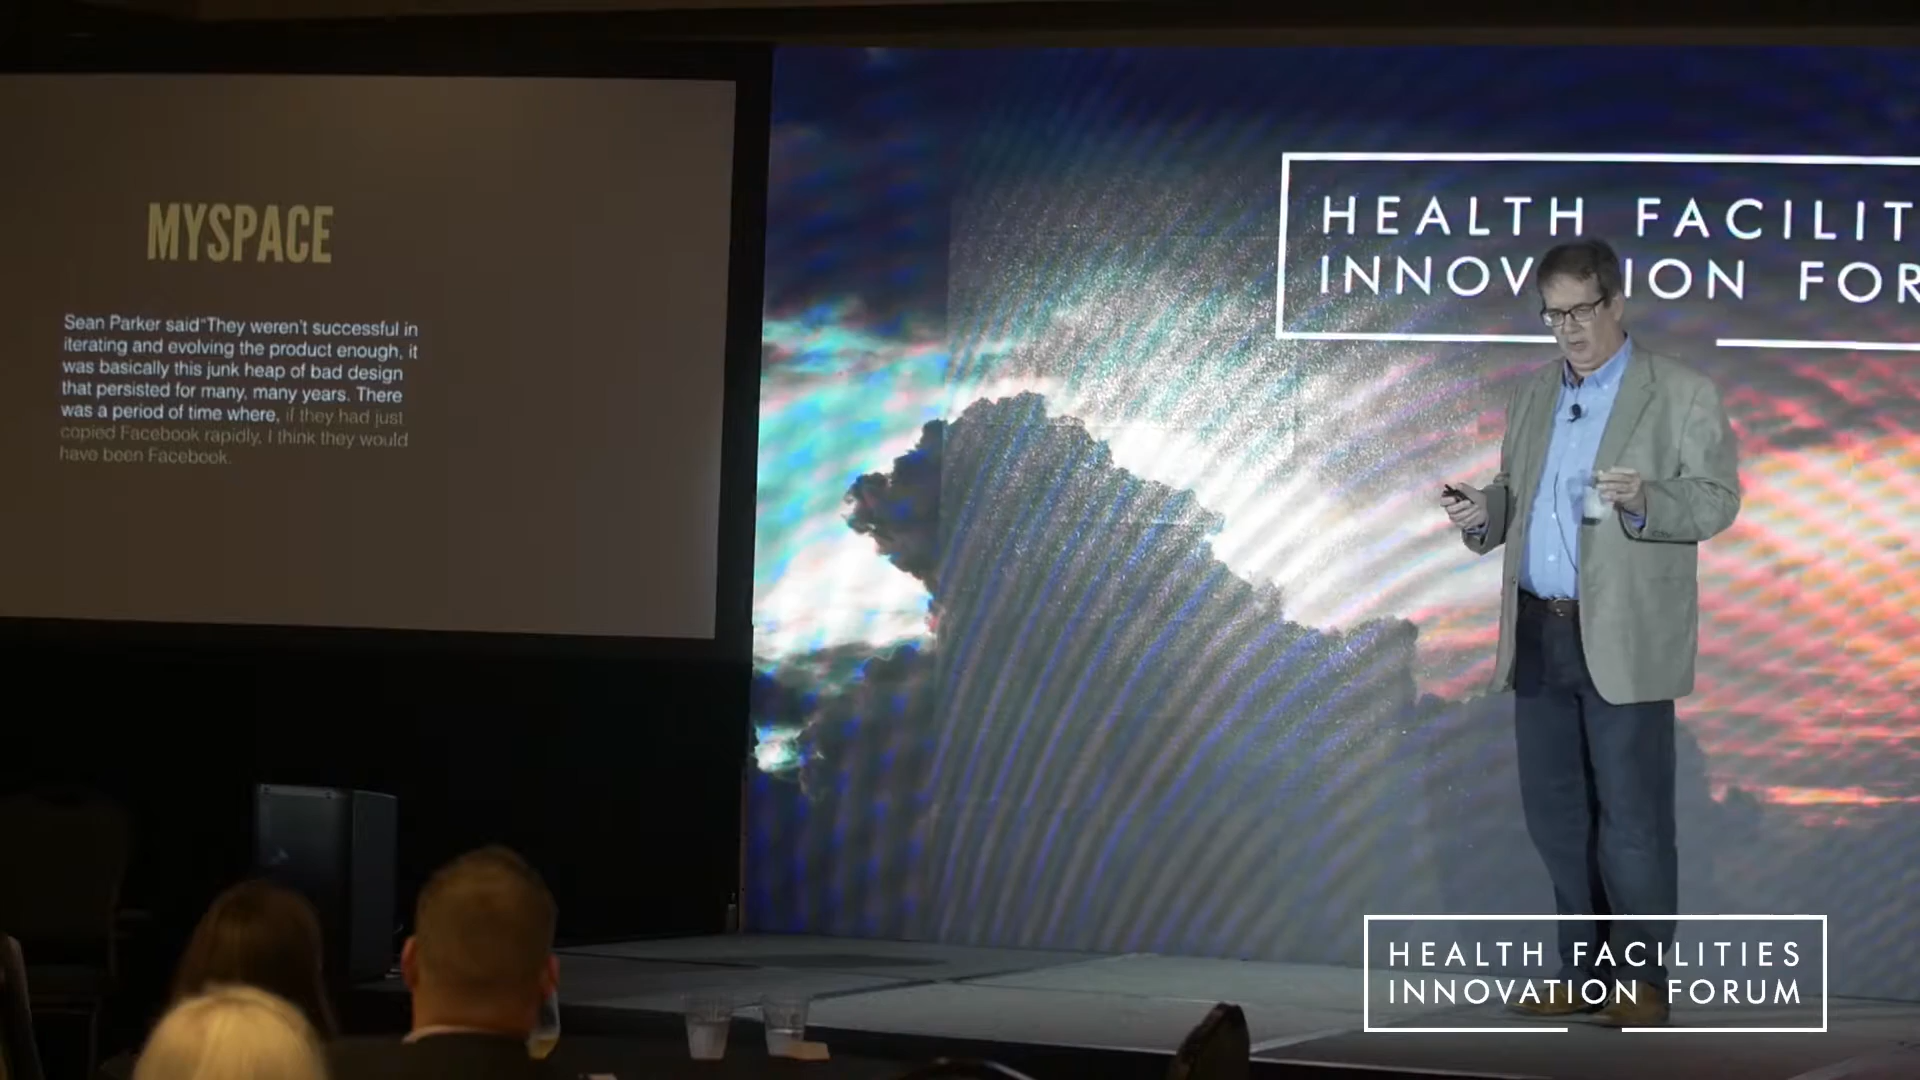 MYSPACE
Sean Parker said"They weren't successful in
iterating and evolving the product enough, it
was basically this junk heap of bad design
that persisted for many, many years. There
was a period of time where, if they had just
copied Facebook rapidly, I think they would
have been Facebook.
HEALTH FACILIT
INNOV ION FOR
HEALTH FACILITIES
INNOVATION FORUM